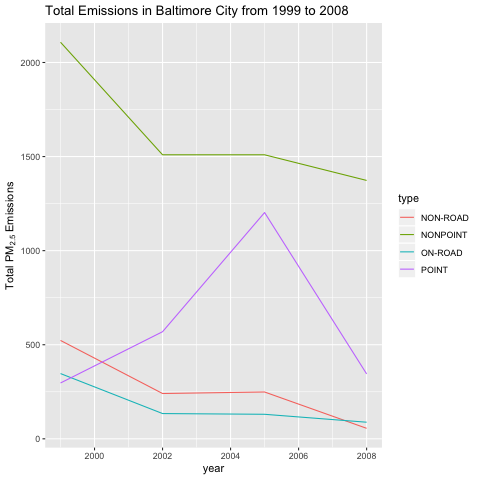 Total Emissions in Baltimore City from 1999 to 2008
Total PM2.5 Emissions
2000
1500
1000
500
0
2000
2002
2004
2006
2008
year
type
NON-ROAD
NONPOINT
ON-ROAD
POINT